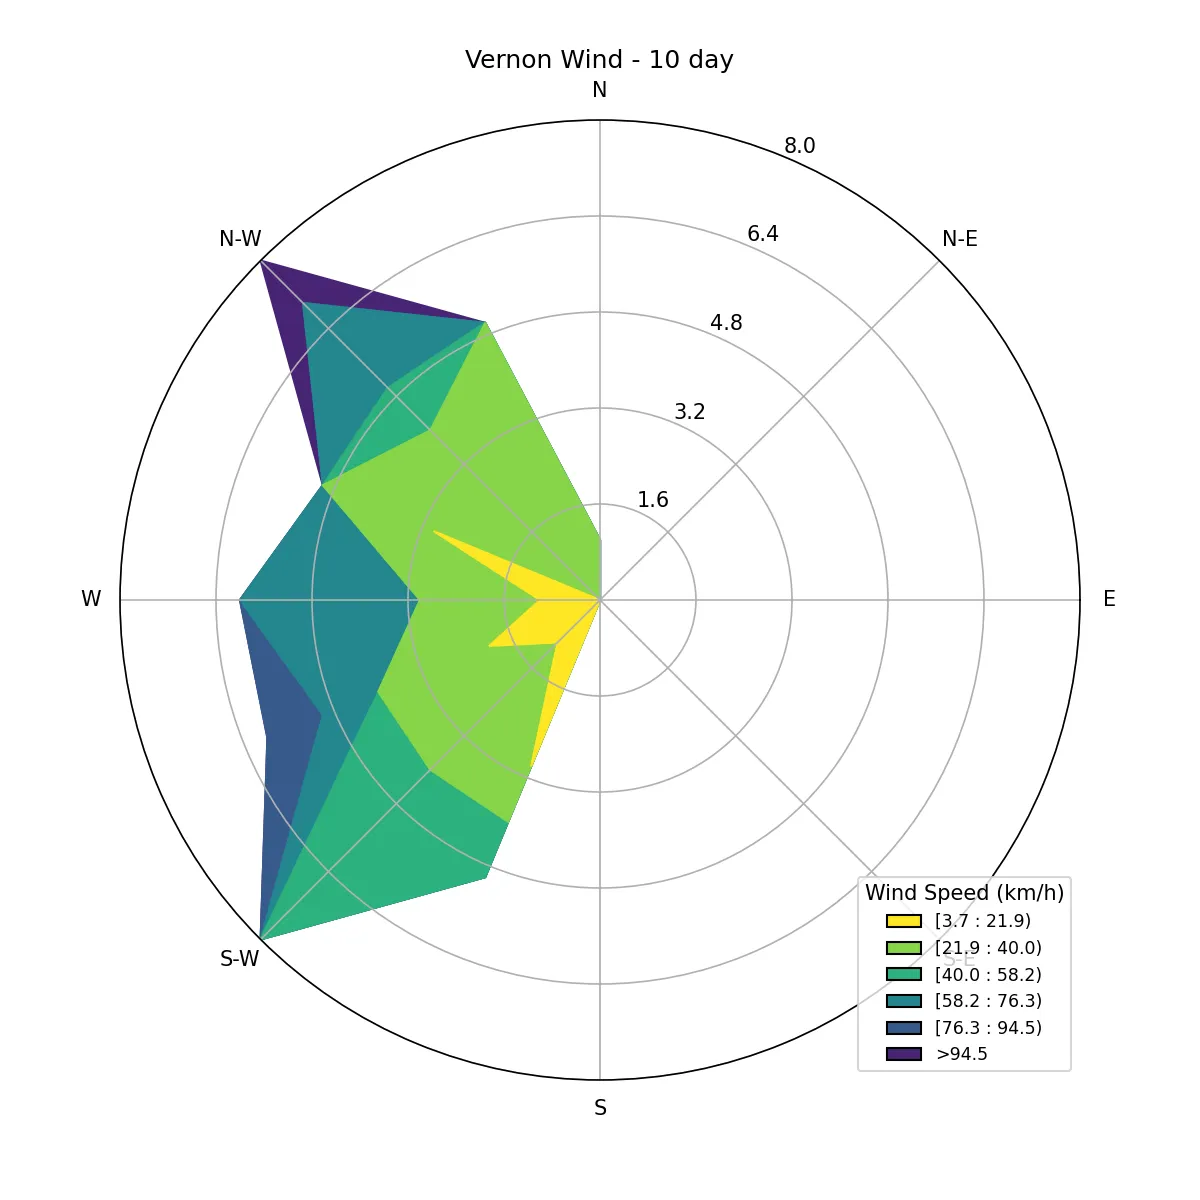 Vernon Wind - 10 day
N
8.0
N-W
6.4
N-E
4.8
3.2
1.6
W
E
S-W
S-E
S
Wind Speed (km/h)
[3.7 : 21.9)
[21.9 : 40.0)
[40.0 : 58.2)
[58.2 : 76.3)
[76.3 : 94.5)
>94.5